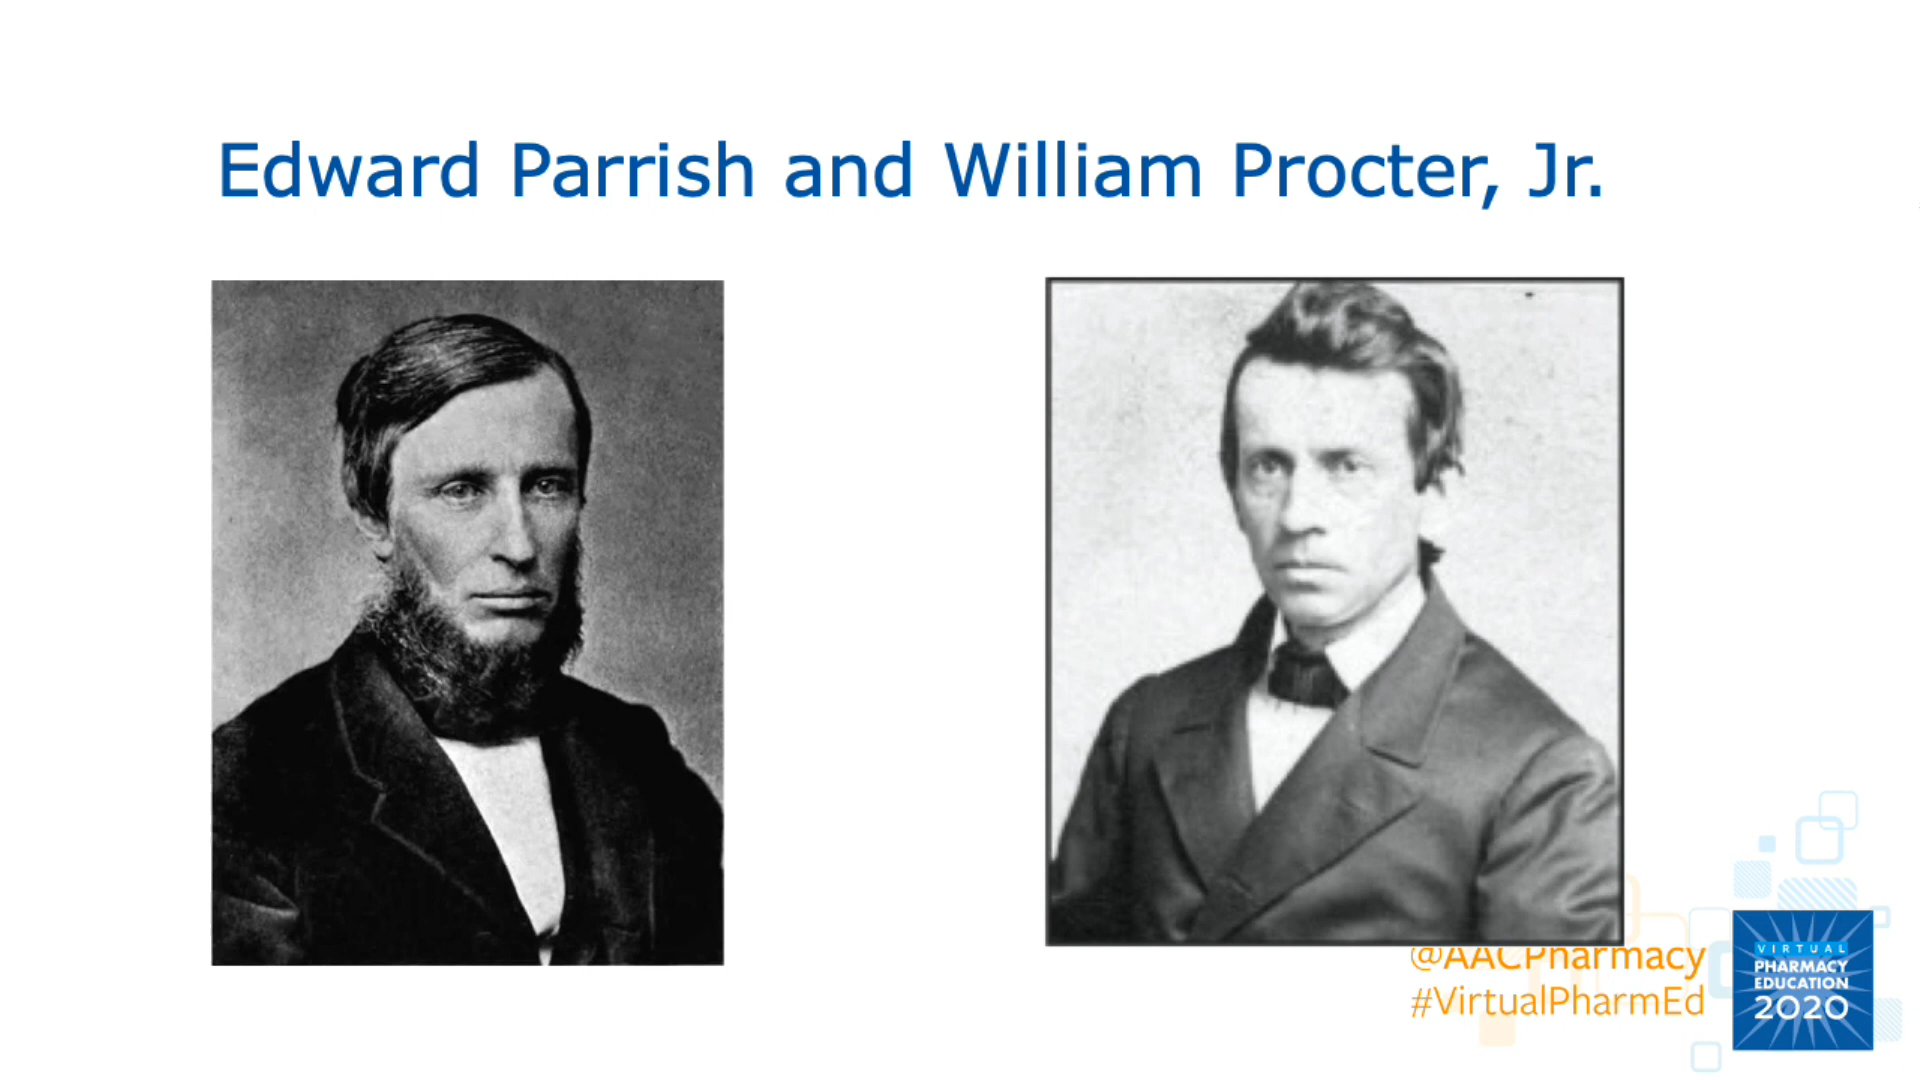 Edward Parrish and William Procter, Jr.
@AACPharmacy
#VirtualPharmEd
VIRTUAL
PHARMACY
EDUCATION
2020